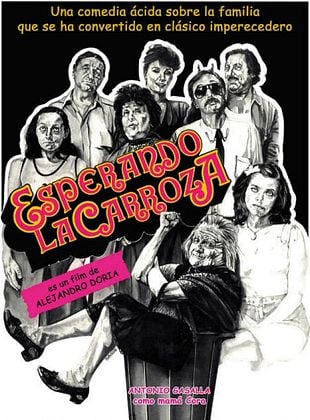 Una comedia ácida sobre la familia
que se ha convertido en clásico imperecedero
ESPERANDO
LA CARROZA
es un film de
ALEJANDRO DORIA
ANTONIO GASALLA
como mamá Cora